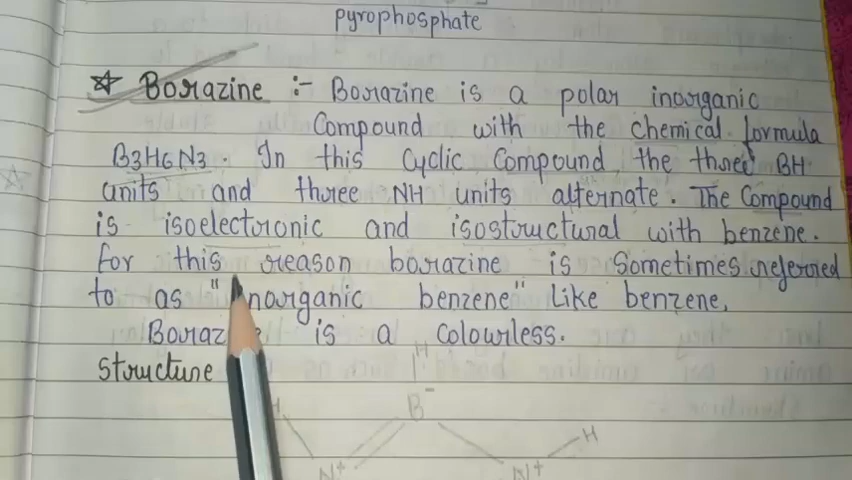 pyrophosphate
☆ Borazine :- Borazine is a polar inorganic
Compound with the chemical formula
B3H6N3. In this Cyclic Compound the three BH
units and three NH units alternate. The Compound
is isoelectronic and isostructural with benzene.
For this reason borazine is Sometimes referred
to as "inorganic benzene" Like benzene,
is a Colourless.
Structure
H
H
B-
H
N+
N+